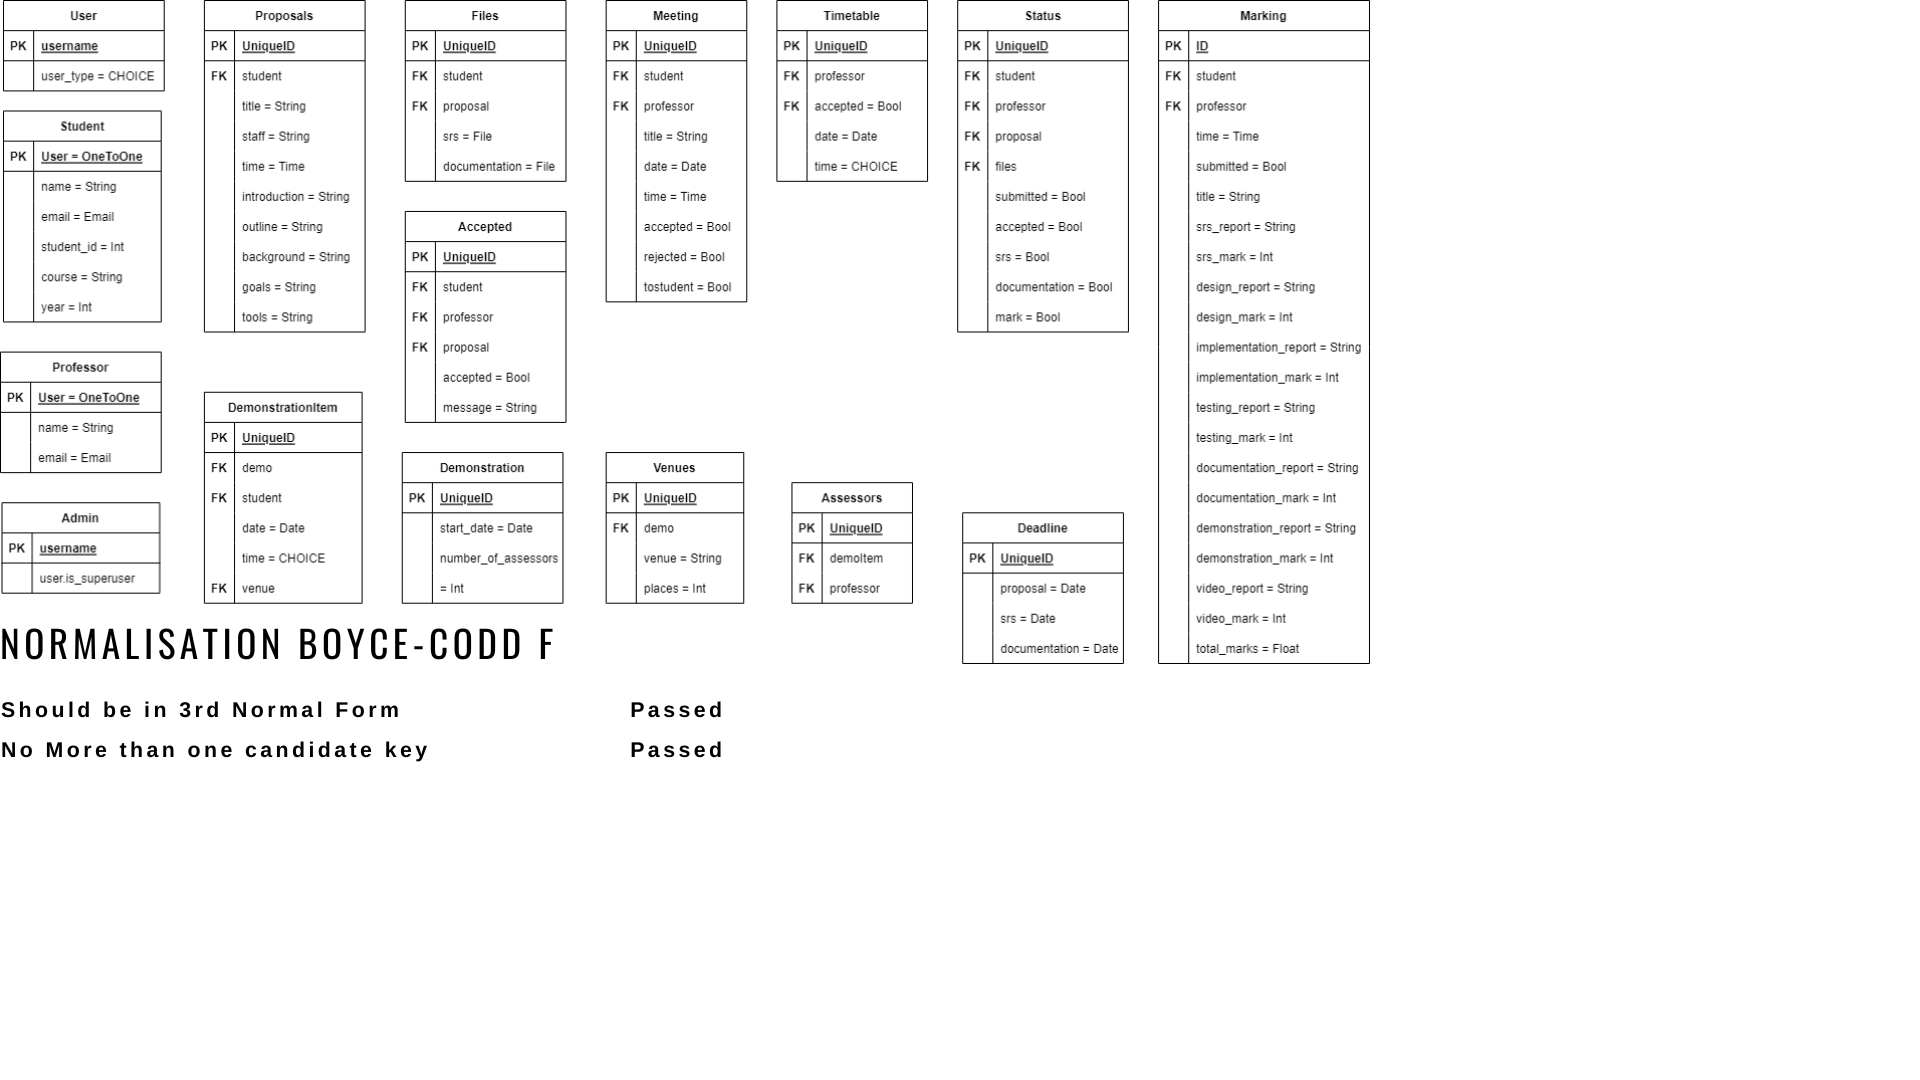 User
PK username
user_type = CHOICE
Student
PK User = OneToOne
name = String
email = Email
student_id = Int
course = String
year = Int
Professor
PK User = OneToOne
name = String
email = Email
Admin
PK username
user.is_superuser
Proposals
PK UniqueID
FK student
title = String
staff = String
time = Time
introduction = String
outline = String
background = String
goals = String
tools = String
DemonstrationItem
PK UniqueID
FK demo
FK student
date = Date
time = CHOICE
FK venue
Files
PK UniqueID
FK student
FK proposal
srs = File
documentation = File
Accepted
PK UniqueID
FK student
FK professor
FK proposal
accepted = Bool
message = String
Demonstration
PK UniqueID
start_date = Date
number_of_assessors
= Int
Meeting
PK UniqueID
FK student
FK professor
title = String
date = Date
time = Time
accepted = Bool
rejected = Bool
tostudent = Bool
Venues
PK UniqueID
FK demo
venue = String
places = Int
Timetable
PK UniqueID
FK professor
FK accepted = Bool
date = Date
time = CHOICE
Assessors
PK UniqueID
FK demoItem
FK professor
Status
PK UniqueID
FK student
FK professor
FK proposal
FK files
submitted = Bool
accepted = Bool
srs = Bool
documentation = Bool
mark = Bool
Deadline
PK UniqueID
proposal = Date
srs = Date
documentation = Date
Marking
PK ID
FK student
FK professor
time = Time
submitted = Bool
title = String
srs_report = String
srs_mark = Int
design_report = String
design_mark = Int
implementation_report = String
implementation_mark = Int
testing_report = String
testing_mark = Int
documentation_report = String
documentation_mark = Int
demonstration_report = String
demonstration_mark = Int
video_report = String
video_mark = Int
total_marks = Float
NORMALISATION BOYCE-CODD F
Should be in 3rd Normal Form Passed
No More than one candidate key Passed